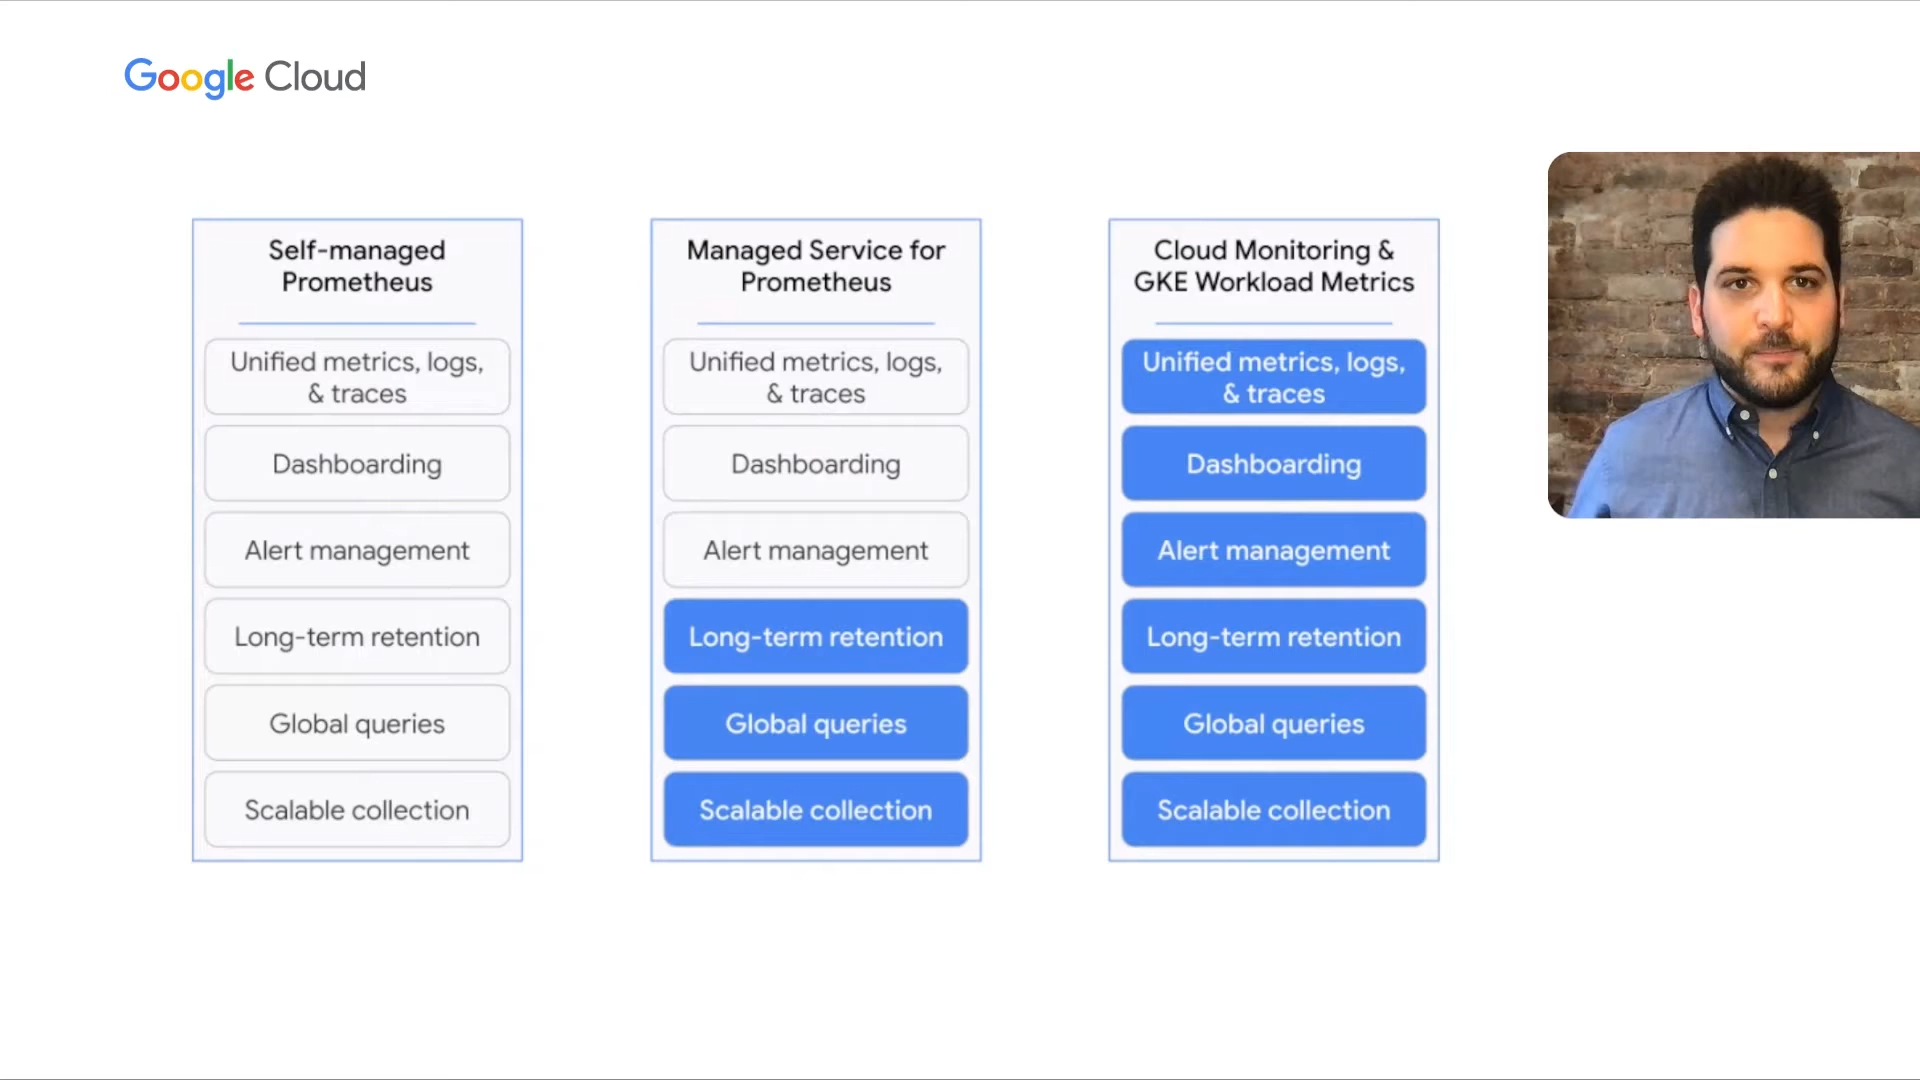 Google Cloud
Self-managed
Prometheus
Unified metrics, logs,
& traces
Dashboarding
Alert management
Long-term retention
Global queries
Scalable collection
Managed Service for
Prometheus
Unified metrics, logs,
& traces
Dashboarding
Alert management
Long-term retention
Global queries
Scalable collection
Cloud Monitoring &
GKE Workload Metrics
Unified metrics, logs,
& traces
Dashboarding
Alert management
Long-term retention
Global queries
Scalable collection